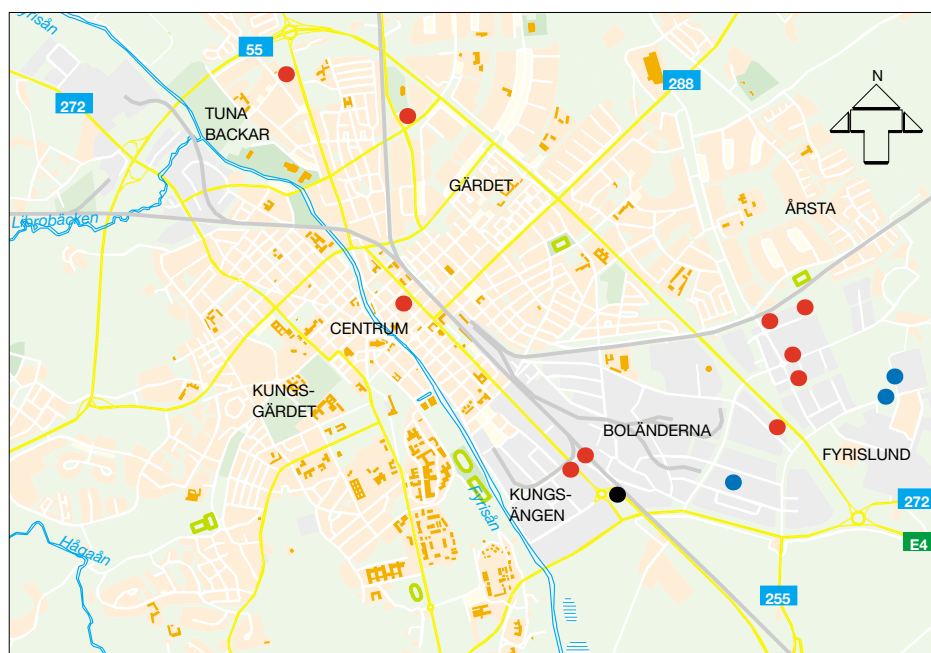 Fyrisån
55
272
288
N
TUNA
BACKAR
GÄRDET
ÅRSTA
Librobäcken
CENTRUM
KUNGS-
GÄRDET
BOLÄNDERNA
FYRISLUND
KUNGS-
ÄNGEN
Fyrisån
272
E4
Hågaån
255